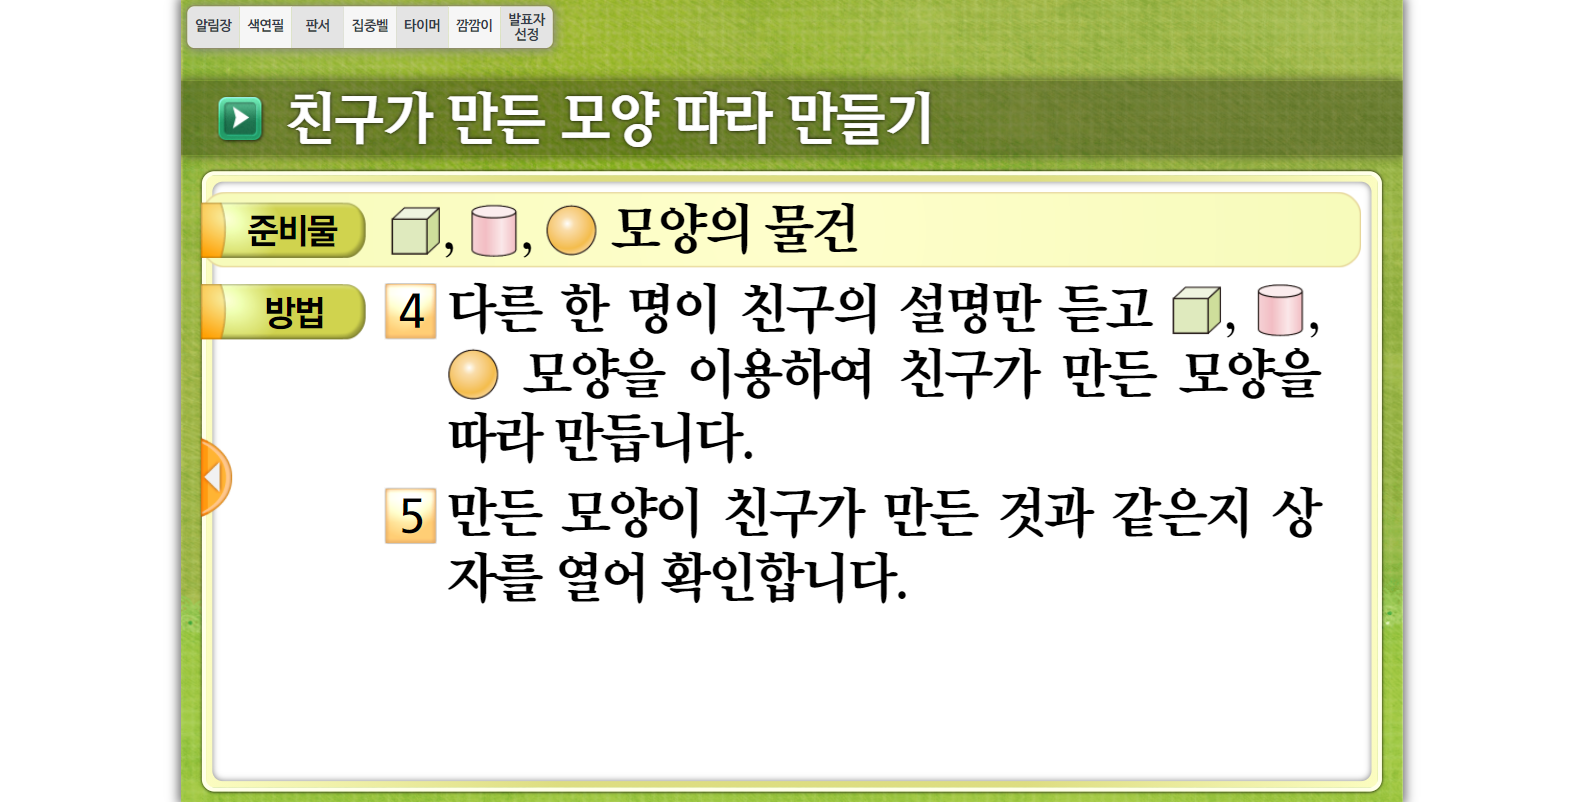 알림장 색연필 판서 집중벨 타이머 깜깜이 발표자 선정
친구가 만든 모양 따라 만들기
준비물 , , 모양의 물건
방법 4 다른 한 명이 친구의 설명만 듣고 , ,
모양을 이용하여 친구가 만든 모양을
따라 만듭니다.
5 만든 모양이 친구가 만든 것과 같은지 상
자를 열어 확인합니다.